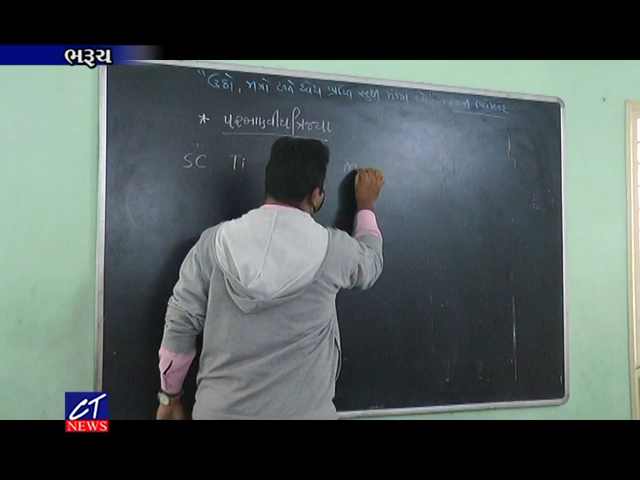 ભરૂચ
"ઉઠો, જાગો અને ધ્યેય પ્રાપ્તિ સુધી મંડ્યા રહો" - સ્વામી વિવેકાનંદ
* પરમાણ્વીય ત્રિજ્યા
SC Ti
CT
NEWS